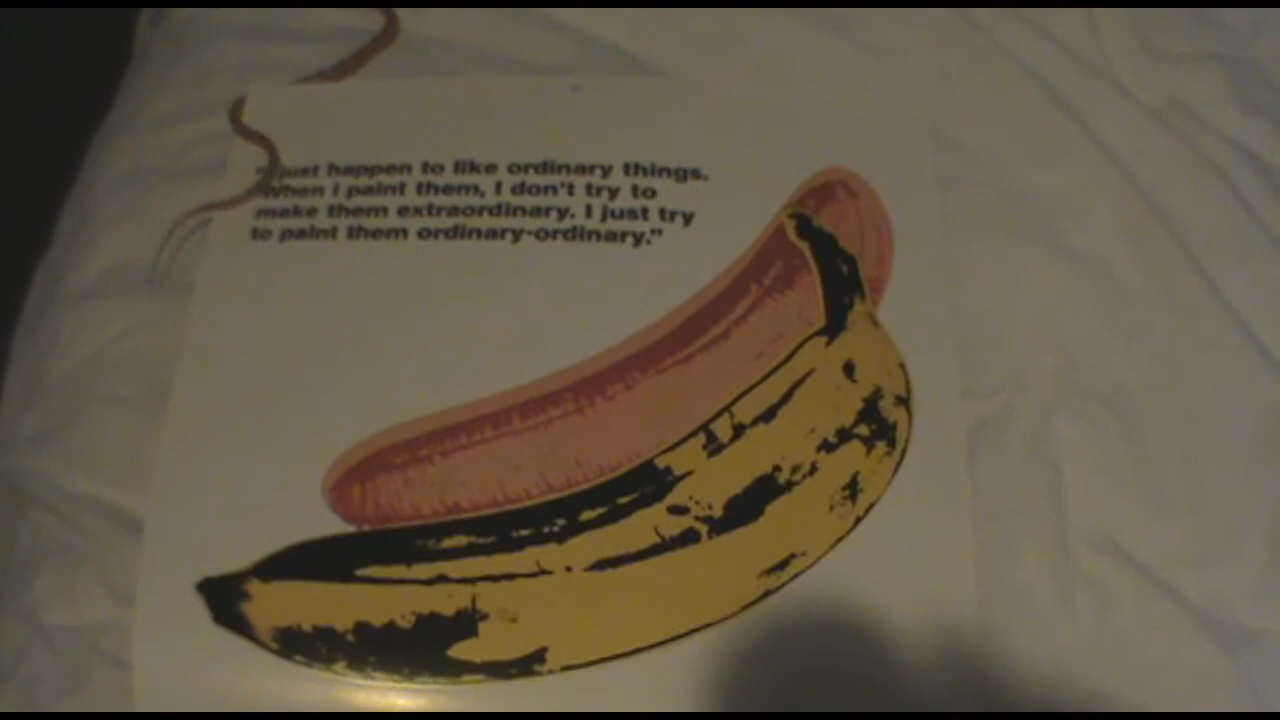 "I just happen to like ordinary things.
When I paint them, I don't try to
make them extraordinary. I just try
to paint them ordinary-ordinary."